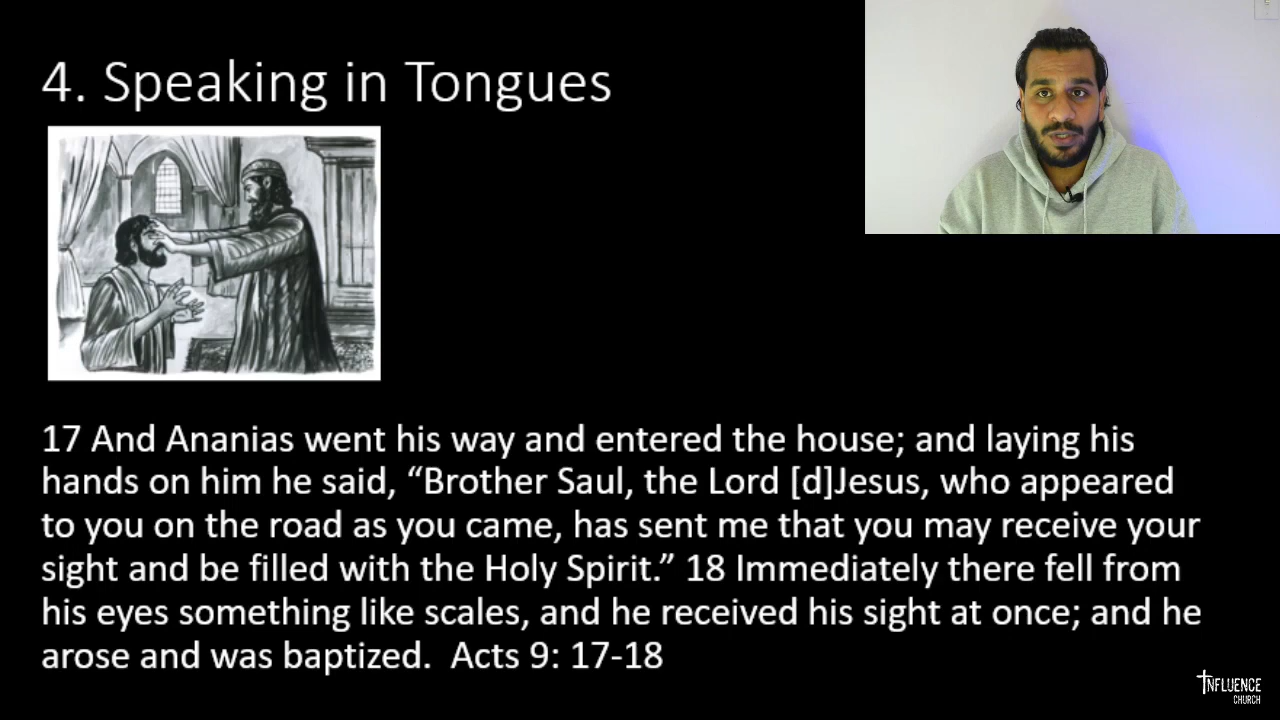 4. Speaking in Tongues
17 And Ananias went his way and entered the house; and laying his
hands on him he said, “Brother Saul, the Lord [d]Jesus, who appeared
to you on the road as you came, has sent me that you may receive your
sight and be filled with the Holy Spirit.” 18 Immediately there fell from
his eyes something like scales, and he received his sight at once; and he
arose and was baptized.  Acts 9: 17-18
INFLUENCE
CHURCH